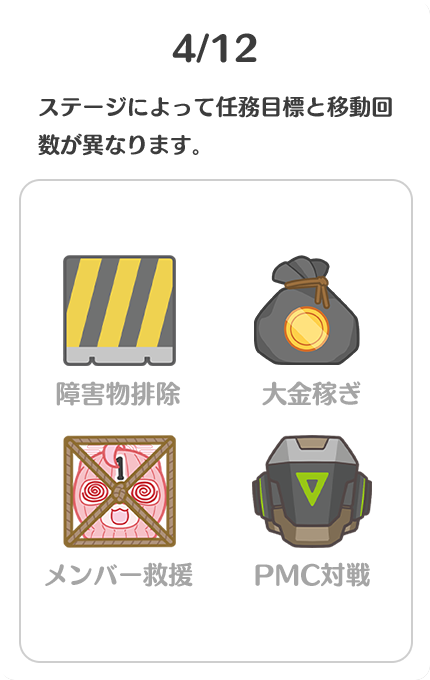 4/12
ステージによって任務目標と移動回
数が異なります。
障害物排除
大金稼ぎ
1
メンバー救援
PMC対戦